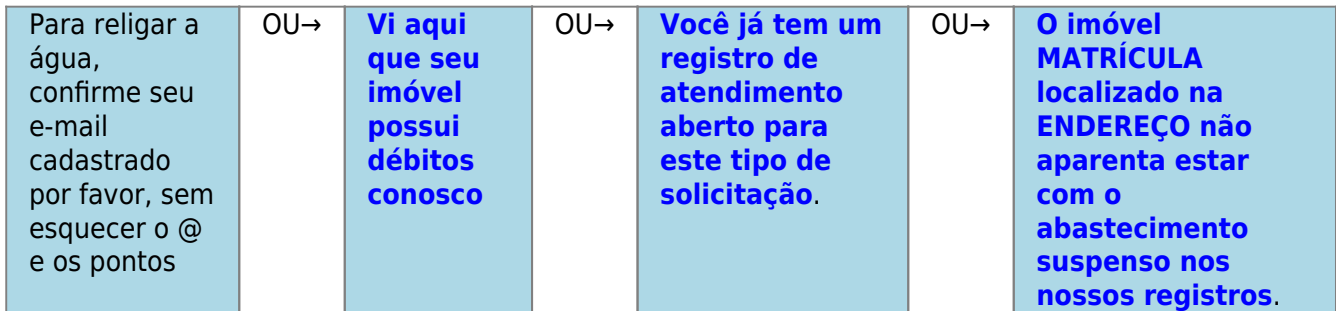 Para religar a
água,
confirme seu
e-mail
cadastrado
por favor, sem
esquecer o @
e os pontos
OU→
Vi aqui
que seu
imóvel
possui
débitos
conosco
OU→
Você já tem um
registro de
atendimento
aberto para
este tipo de
solicitação.
OU→
O imóvel
MATRÍCULA
localizado na
ENDEREÇO não
aparenta estar
com o
abastecimento
suspenso nos
nossos registros.